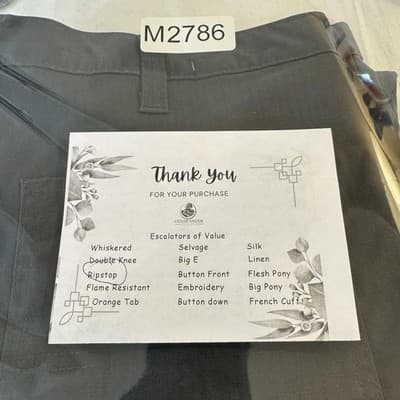 M2786
Thank You
FOR YOUR PURCHASE
Escalators of Value
Whiskered Selvage Silk
Double Knee Big E Linen
Ripstop Button Front Flesh Pony
Flame Resistant Embroidery Big Pony
Orange Tab Button down French Cuff